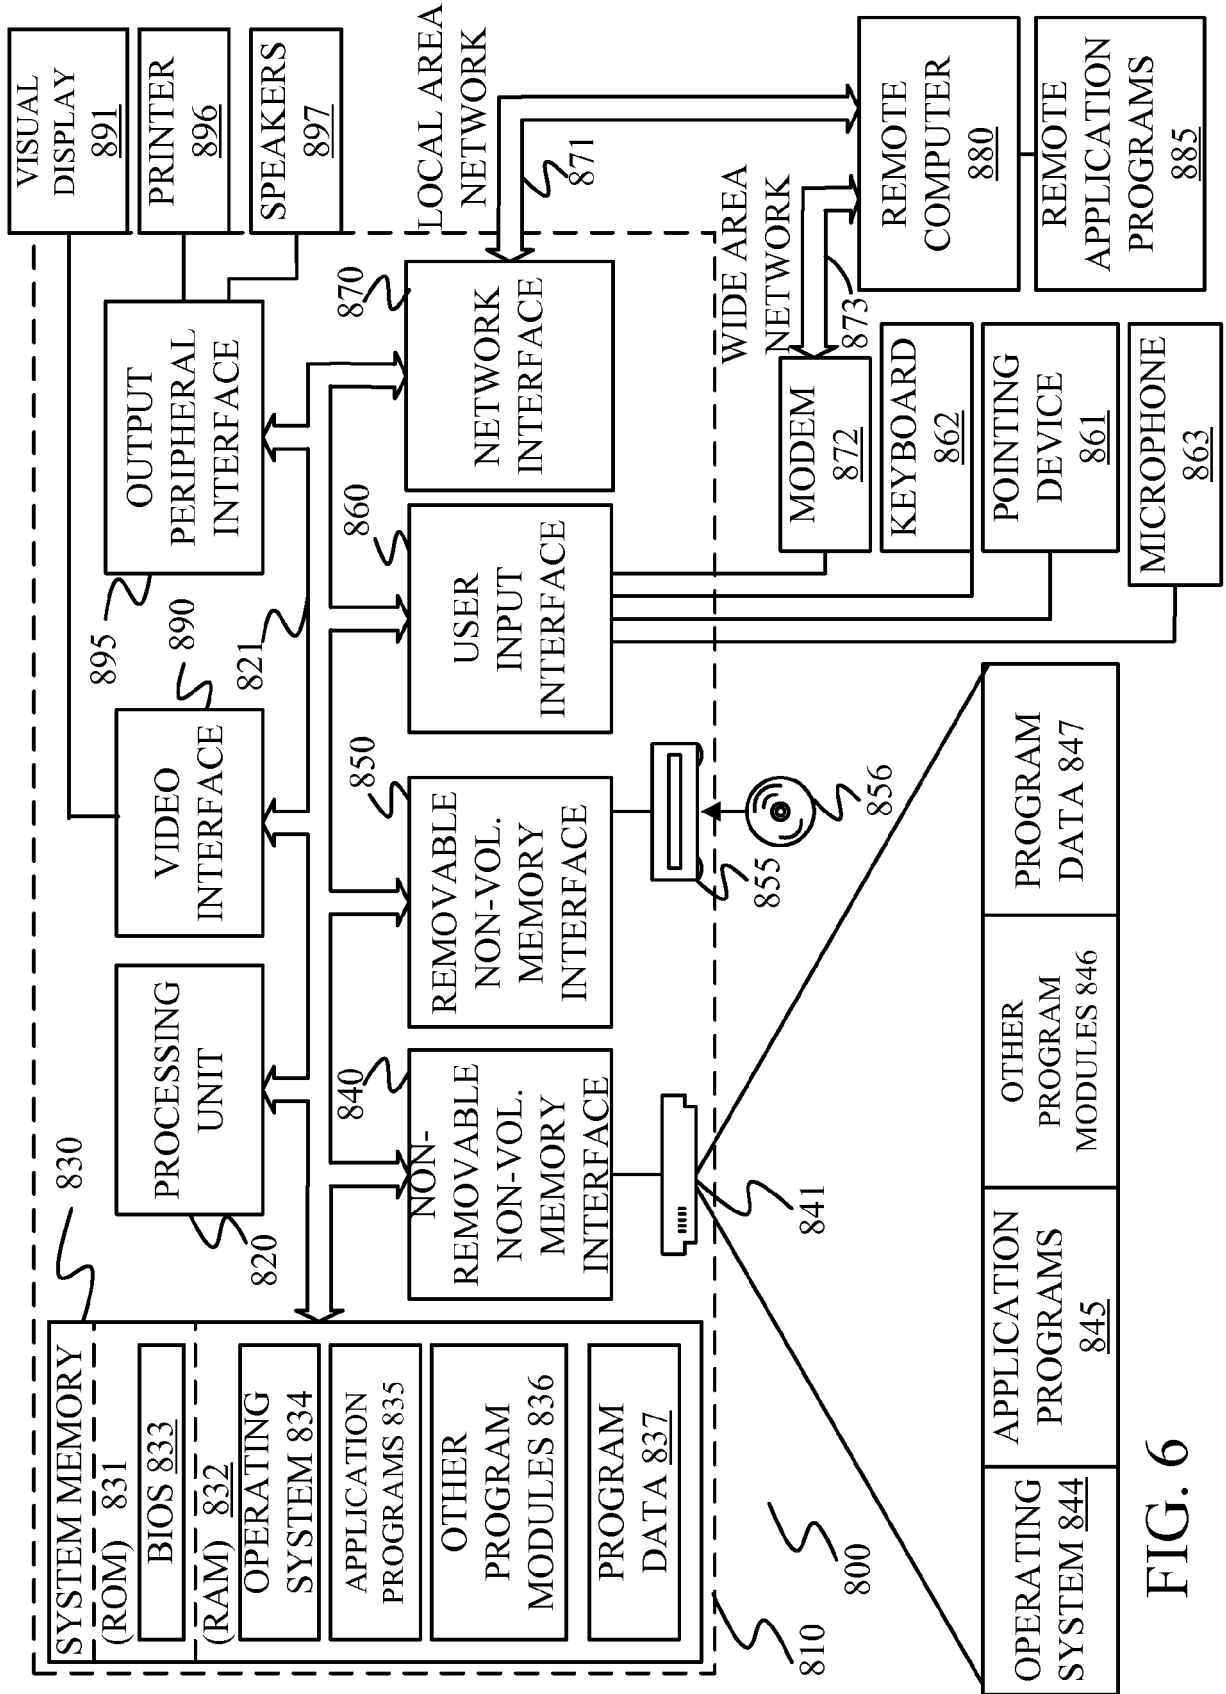 SYSTEM MEMORY
(ROM) 831
BIOS 833
(RAM) 832
OPERATING
SYSTEM 834
APPLICATION
PROGRAMS 835
OTHER
PROGRAM
MODULES 836
PROGRAM
DATA 837
830
PROCESSING
UNIT
820
VIDEO
INTERFACE
890
821
OUTPUT
PERIPHERAL
INTERFACE
895
VISUAL
DISPLAY
891
PRINTER
896
SPEAKERS
897
NON-
REMOVABLE
NON-VOL.
MEMORY
INTERFACE
840
REMOVABLE
NON-VOL.
MEMORY
INTERFACE
850
USER
INPUT
INTERFACE
860
NETWORK
INTERFACE
870
LOCAL AREA
NETWORK
871
WIDE AREA
NETWORK
873
REMOTE
COMPUTER
880
REMOTE
APPLICATION
PROGRAMS
885
MODEM
872
KEYBOARD
862
POINTING
DEVICE
861
MICROPHONE
863
810
800
841
855
856
OPERATING
SYSTEM 844
APPLICATION
PROGRAMS
845
OTHER
PROGRAM
MODULES 846
PROGRAM
DATA 847
FIG. 6